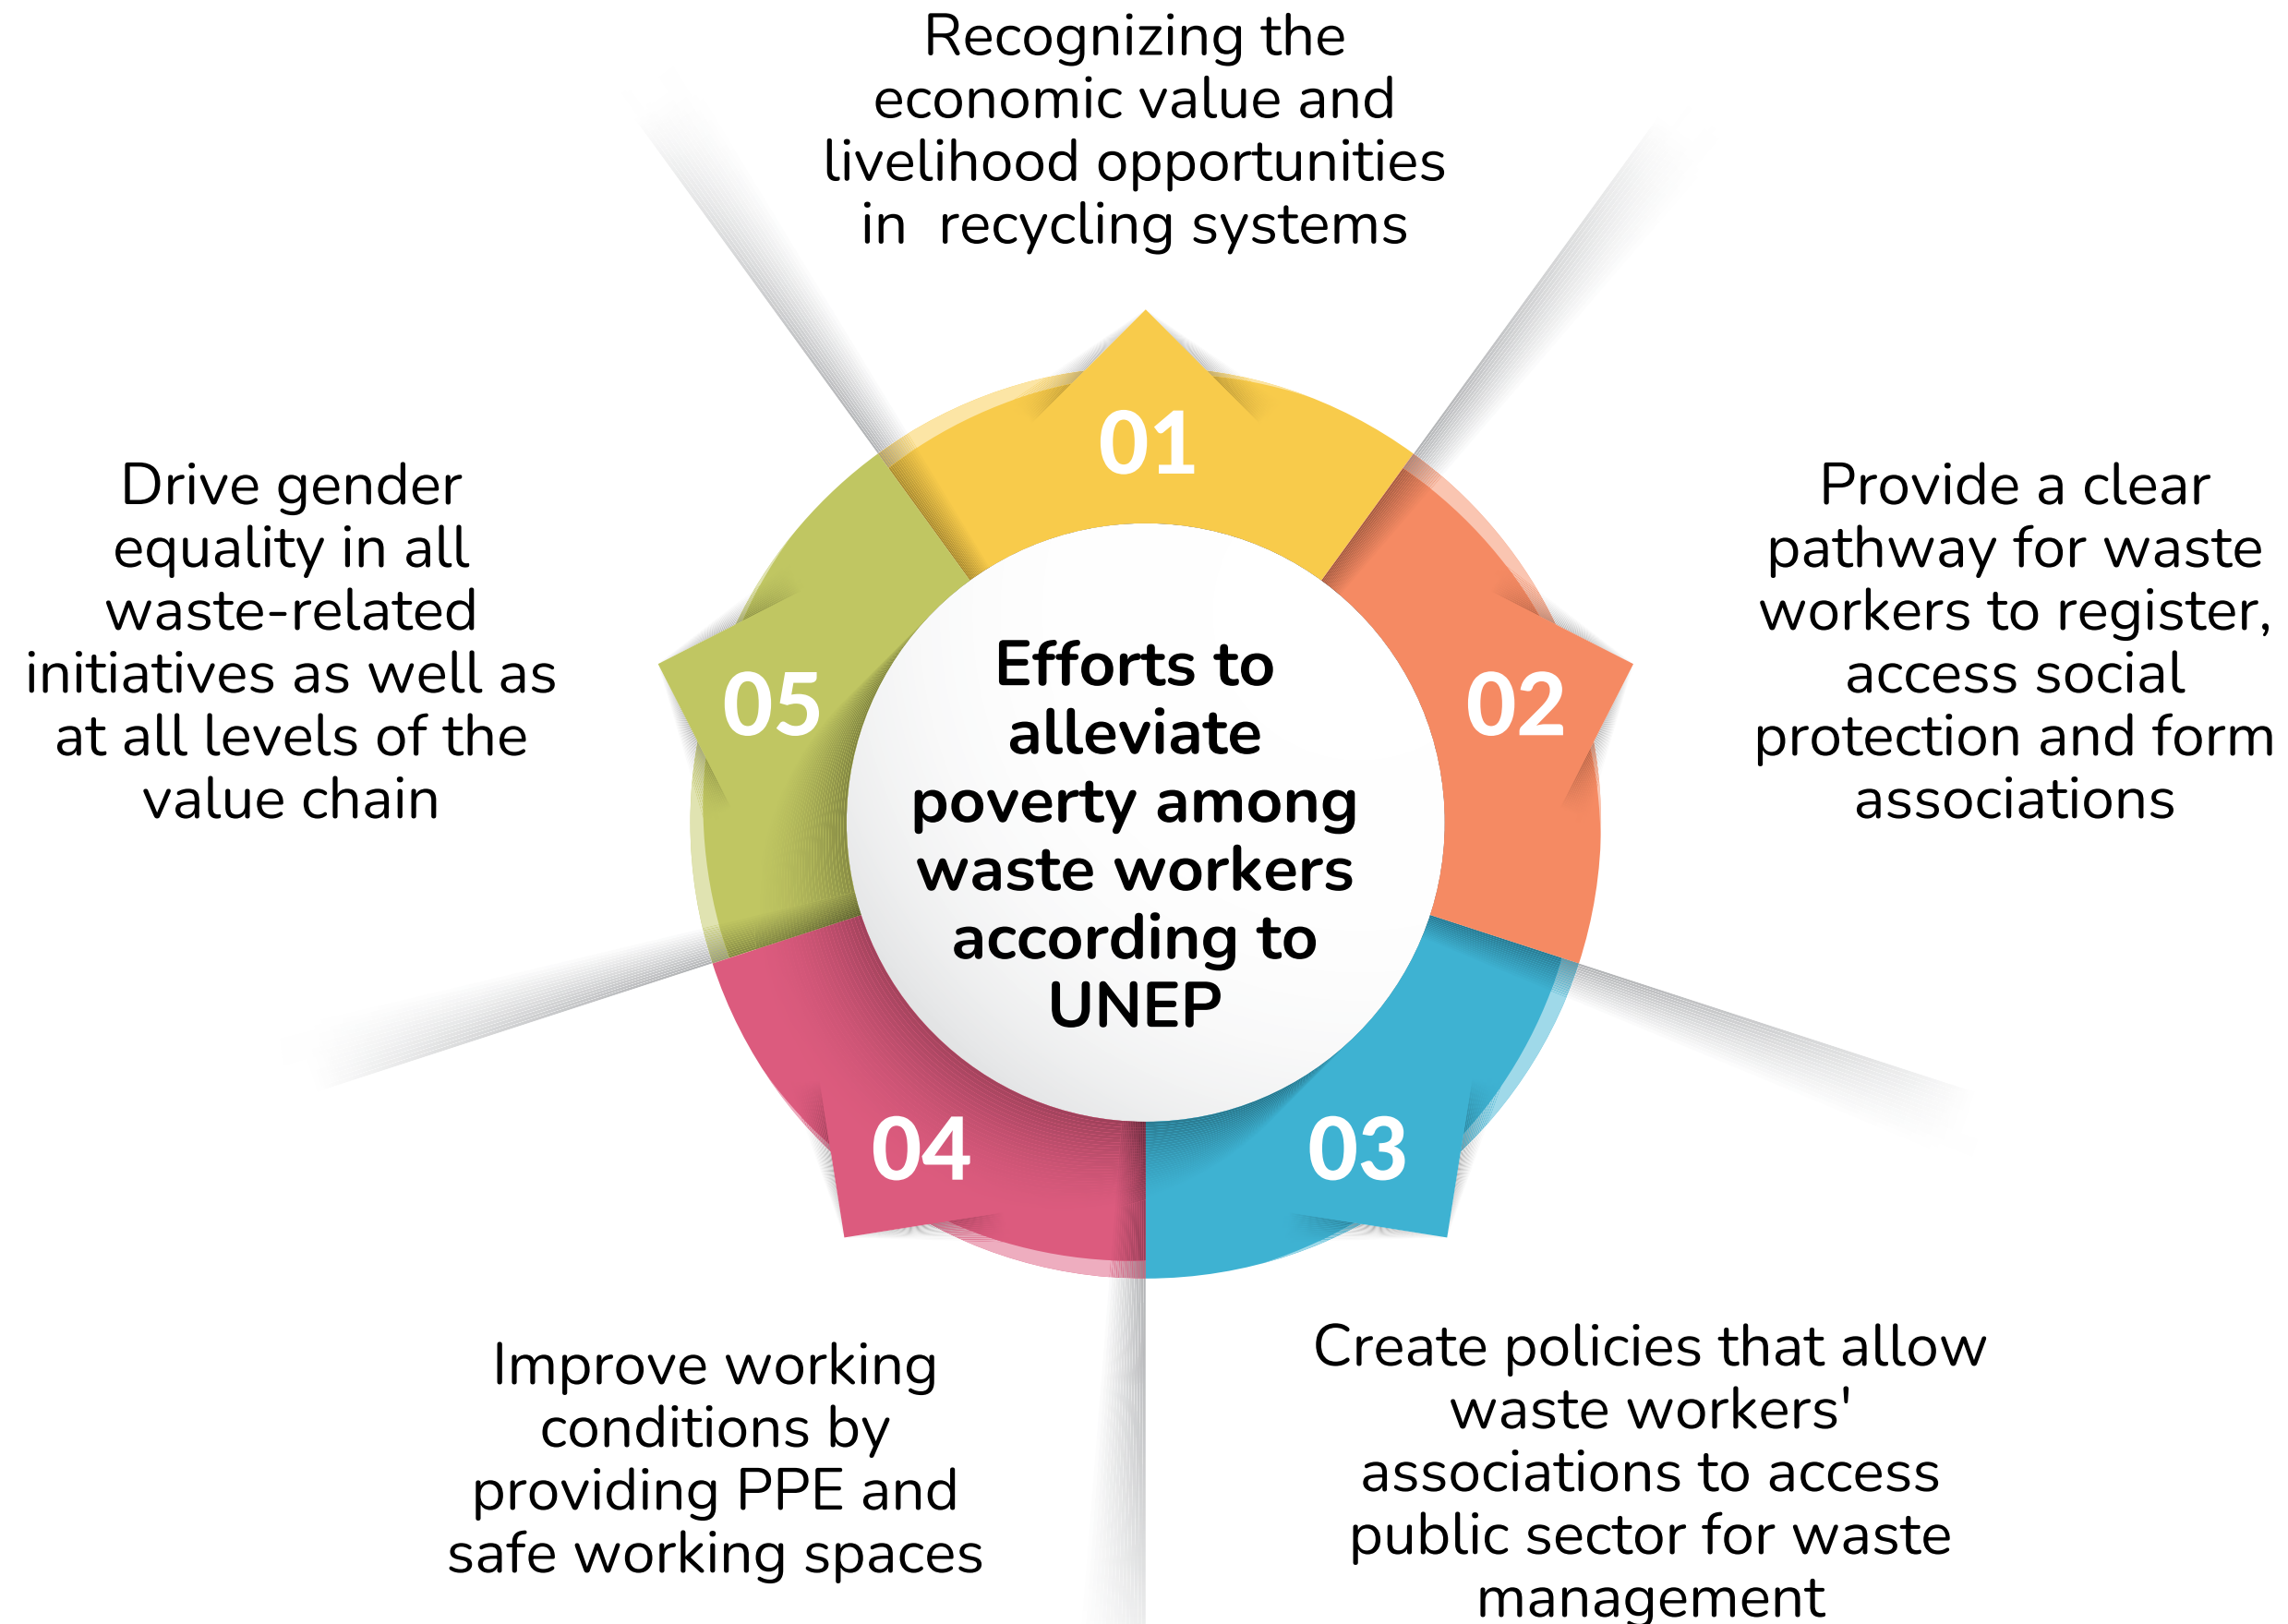 Recognizing the
economic value and
livelihood opportunities
in  recycling systems
01
Provide a clear
pathway for waste
workers to register,
access social
protection and form
associations
02
Create policies that allow
waste workers'
associations to access
public sector for waste
management
03
Improve working
conditions by
providing PPE and
safe working spaces
04
Drive gender
equality in all
waste-related
initiatives as well as
at all levels of the
value chain
05
Efforts to
alleviate
poverty among
waste workers
according to
UNEP